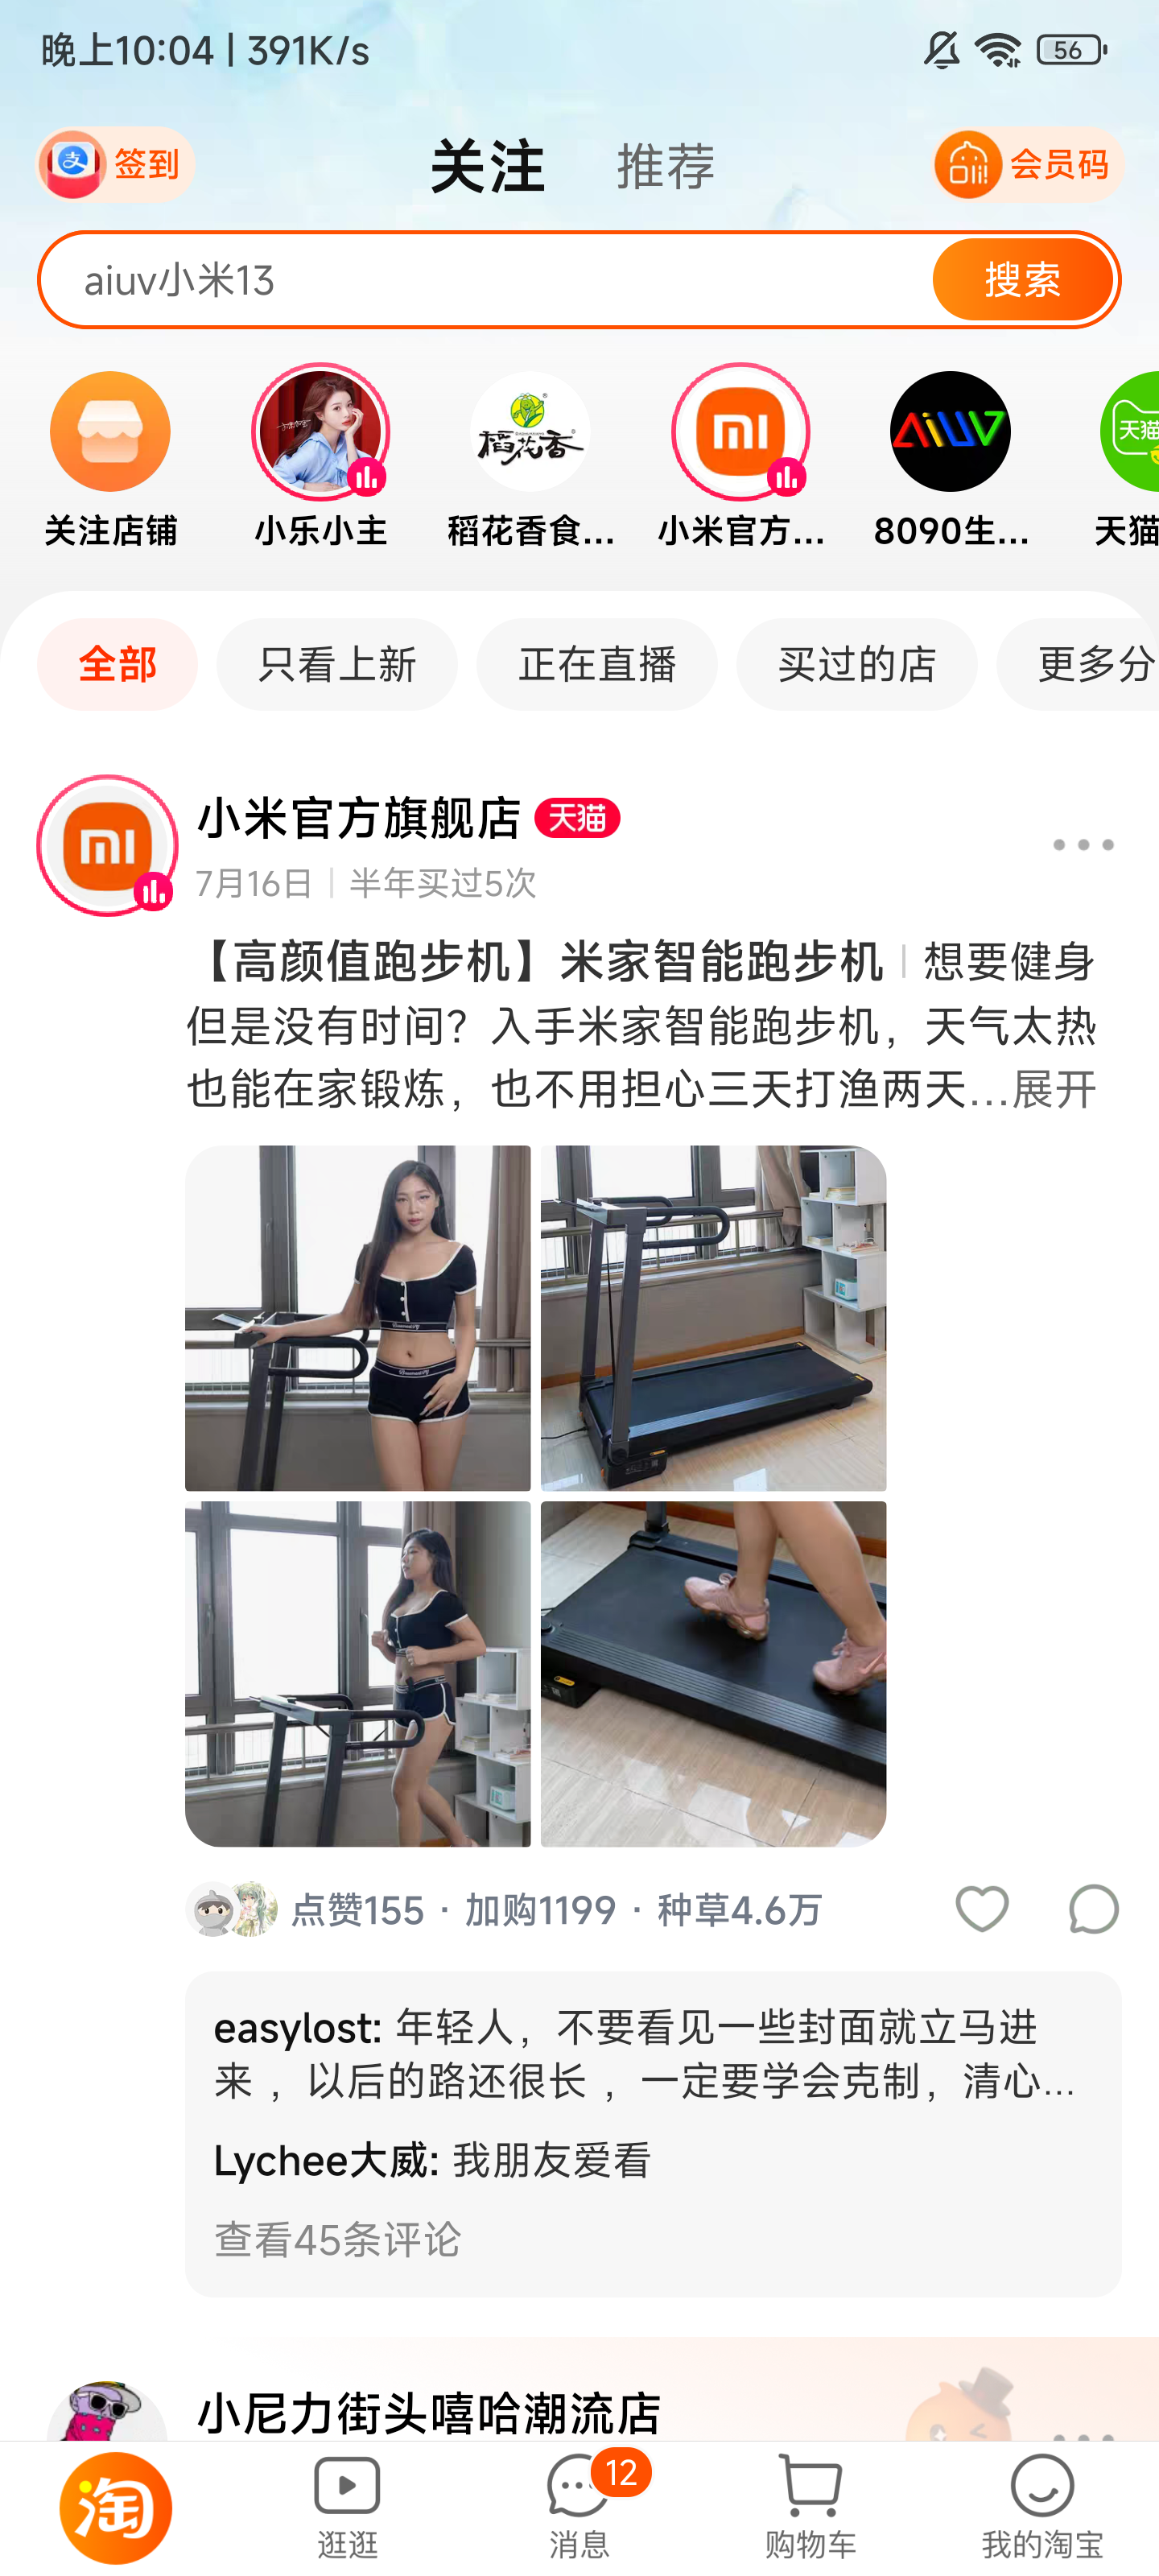 晚上10:04 | 391K/s
56
签到
关注
推荐
会员码
aiuv小米13
搜索
稻花香
AiUV
天猫
关注店铺
小乐小主
稻花香食...
小米官方...
8090生...
天猫
全部
只看上新
正在直播
买过的店
更多分
小米官方旗舰店 天猫
7月16日 | 半年买过5次
【高颜值跑步机】米家智能跑步机 | 想要健身
但是没有时间？入手米家智能跑步机，天气太热
也能在家锻炼，也不用担心三天打渔两天...展开
点赞155 · 加购1199 · 种草4.6万
easylost: 年轻人，不要看见一些封面就立马进
来 ，以后的路还很长 ，一定要学会克制，清心...
Lychee大威: 我朋友爱看
查看45条评论
小尼力街头嘻哈潮流店
淘
逛逛
12
消息
购物车
我的淘宝